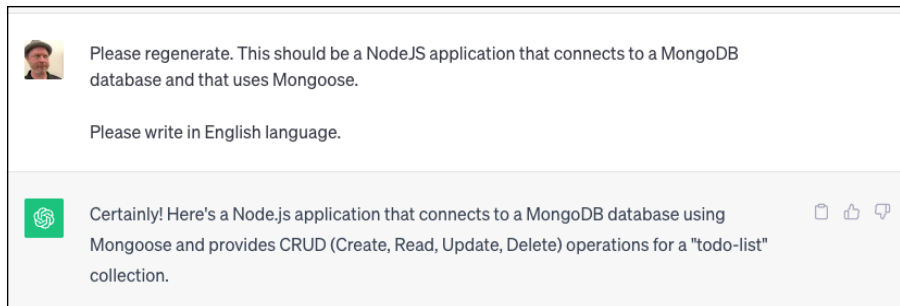 Please regenerate. This should be a NodeJS application that connects to a MongoDB
database and that uses Mongoose.
Please write in English language.
Certainly! Here's a Node.js application that connects to a MongoDB database using
Mongoose and provides CRUD (Create, Read, Update, Delete) operations for a "todo-list"
collection.